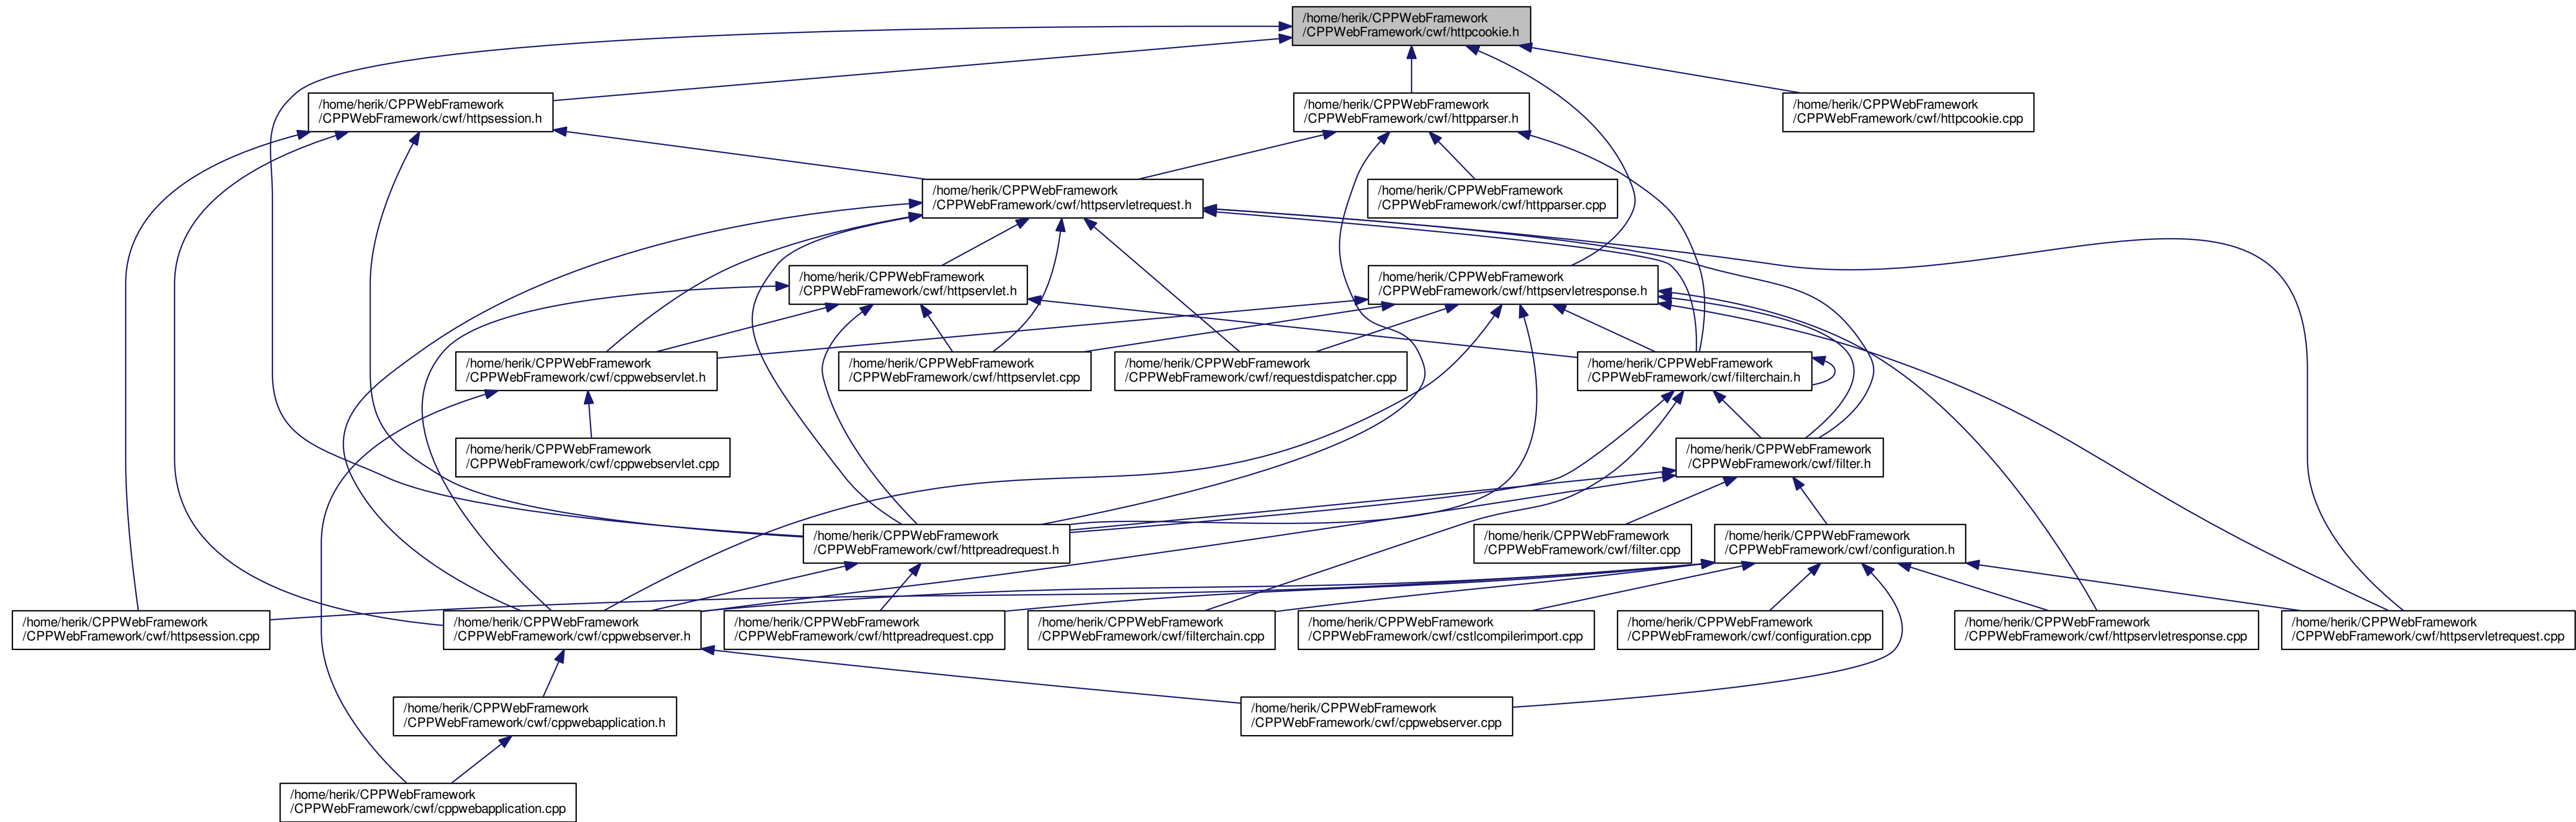 /home/herik/CPPWebFramework
/CPPWebFramework/cwf/httpcookie.h
/home/herik/CPPWebFramework
/CPPWebFramework/cwf/httpsession.h
/home/herik/CPPWebFramework
/CPPWebFramework/cwf/httpparser.h
/home/herik/CPPWebFramework
/CPPWebFramework/cwf/httpcookie.cpp
/home/herik/CPPWebFramework
/CPPWebFramework/cwf/httpservletrequest.h
/home/herik/CPPWebFramework
/CPPWebFramework/cwf/httpparser.cpp
/home/herik/CPPWebFramework
/CPPWebFramework/cwf/httpservlet.h
/home/herik/CPPWebFramework
/CPPWebFramework/cwf/httpservletresponse.h
/home/herik/CPPWebFramework
/CPPWebFramework/cwf/cppwebservlet.h
/home/herik/CPPWebFramework
/CPPWebFramework/cwf/httpservlet.cpp
/home/herik/CPPWebFramework
/CPPWebFramework/cwf/requestdispatcher.cpp
/home/herik/CPPWebFramework
/CPPWebFramework/cwf/filterchain.h
/home/herik/CPPWebFramework
/CPPWebFramework/cwf/cppwebservlet.cpp
/home/herik/CPPWebFramework
/CPPWebFramework/cwf/filter.h
/home/herik/CPPWebFramework
/CPPWebFramework/cwf/httpreadrequest.h
/home/herik/CPPWebFramework
/CPPWebFramework/cwf/filter.cpp
/home/herik/CPPWebFramework
/CPPWebFramework/cwf/configuration.h
/home/herik/CPPWebFramework
/CPPWebFramework/cwf/httpsession.cpp
/home/herik/CPPWebFramework
/CPPWebFramework/cwf/cppwebserver.h
/home/herik/CPPWebFramework
/CPPWebFramework/cwf/httpreadrequest.cpp
/home/herik/CPPWebFramework
/CPPWebFramework/cwf/filterchain.cpp
/home/herik/CPPWebFramework
/CPPWebFramework/cwf/cstlcompilerimport.cpp
/home/herik/CPPWebFramework
/CPPWebFramework/cwf/configuration.cpp
/home/herik/CPPWebFramework
/CPPWebFramework/cwf/httpservletresponse.cpp
/home/herik/CPPWebFramework
/CPPWebFramework/cwf/httpservletrequest.cpp
/home/herik/CPPWebFramework
/CPPWebFramework/cwf/cppwebapplication.h
/home/herik/CPPWebFramework
/CPPWebFramework/cwf/cppwebserver.cpp
/home/herik/CPPWebFramework
/CPPWebFramework/cwf/cppwebapplication.cpp